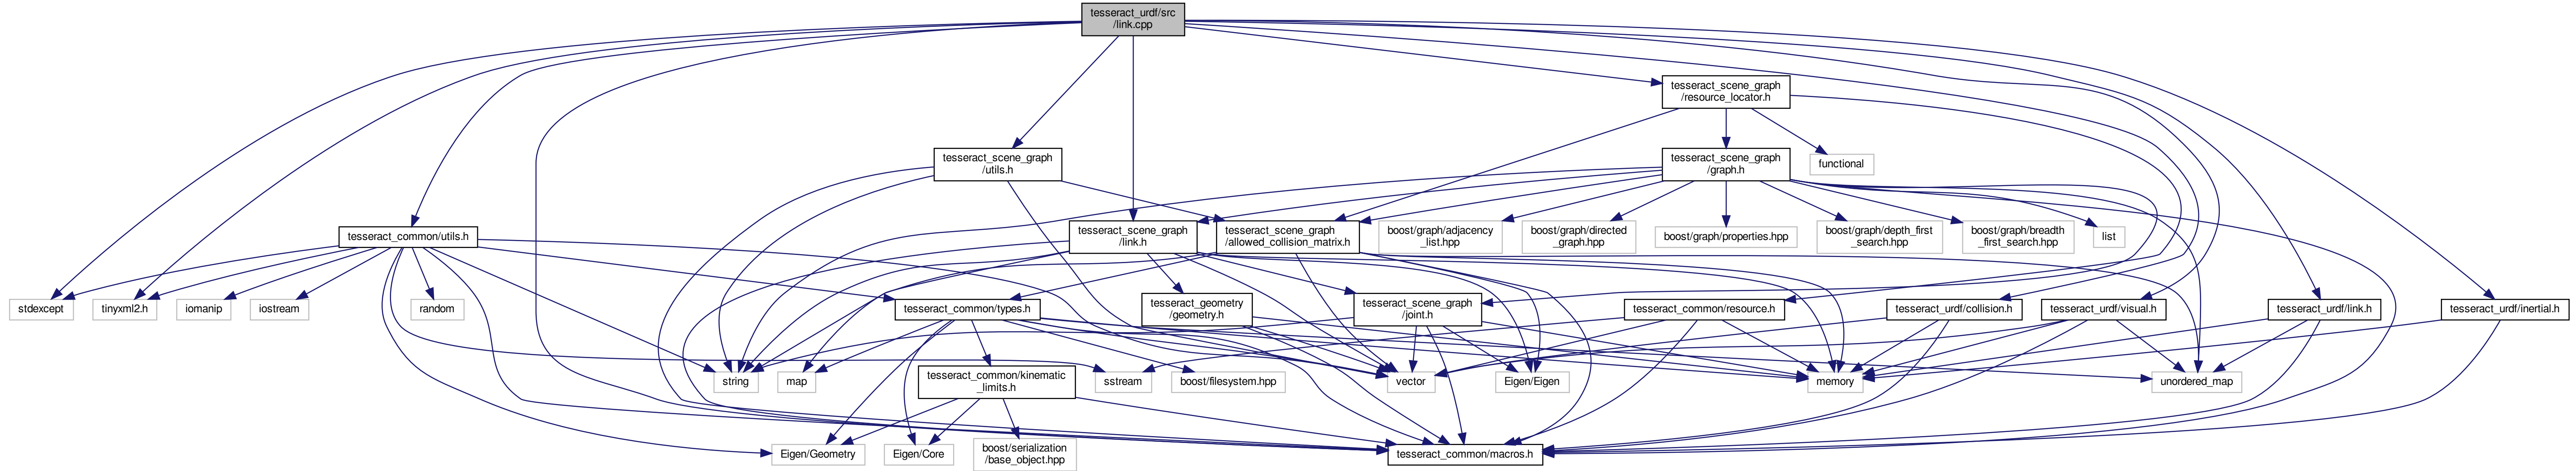 tesseract_urdf/src
/link.cpp
tesseract_scene_graph
/resource_locator.h
tesseract_scene_graph
/utils.h
tesseract_scene_graph
/graph.h
functional
tesseract_common/utils.h
tesseract_scene_graph
/link.h
tesseract_scene_graph
/allowed_collision_matrix.h
boost/graph/adjacency
_list.hpp
boost/graph/directed
_graph.hpp
boost/graph/properties.hpp
boost/graph/depth_first
_search.hpp
boost/graph/breadth
_first_search.hpp
list
stdexcept
tinyxml2.h
iomanip
iostream
random
tesseract_common/types.h
tesseract_geometry
/geometry.h
tesseract_scene_graph
/joint.h
tesseract_common/resource.h
tesseract_urdf/collision.h
tesseract_urdf/visual.h
tesseract_urdf/link.h
tesseract_urdf/inertial.h
string
map
tesseract_common/kinematic
_limits.h
sstream
boost/filesystem.hpp
vector
Eigen/Eigen
memory
unordered_map
Eigen/Geometry
Eigen/Core
boost/serialization
/base_object.hpp
tesseract_common/macros.h